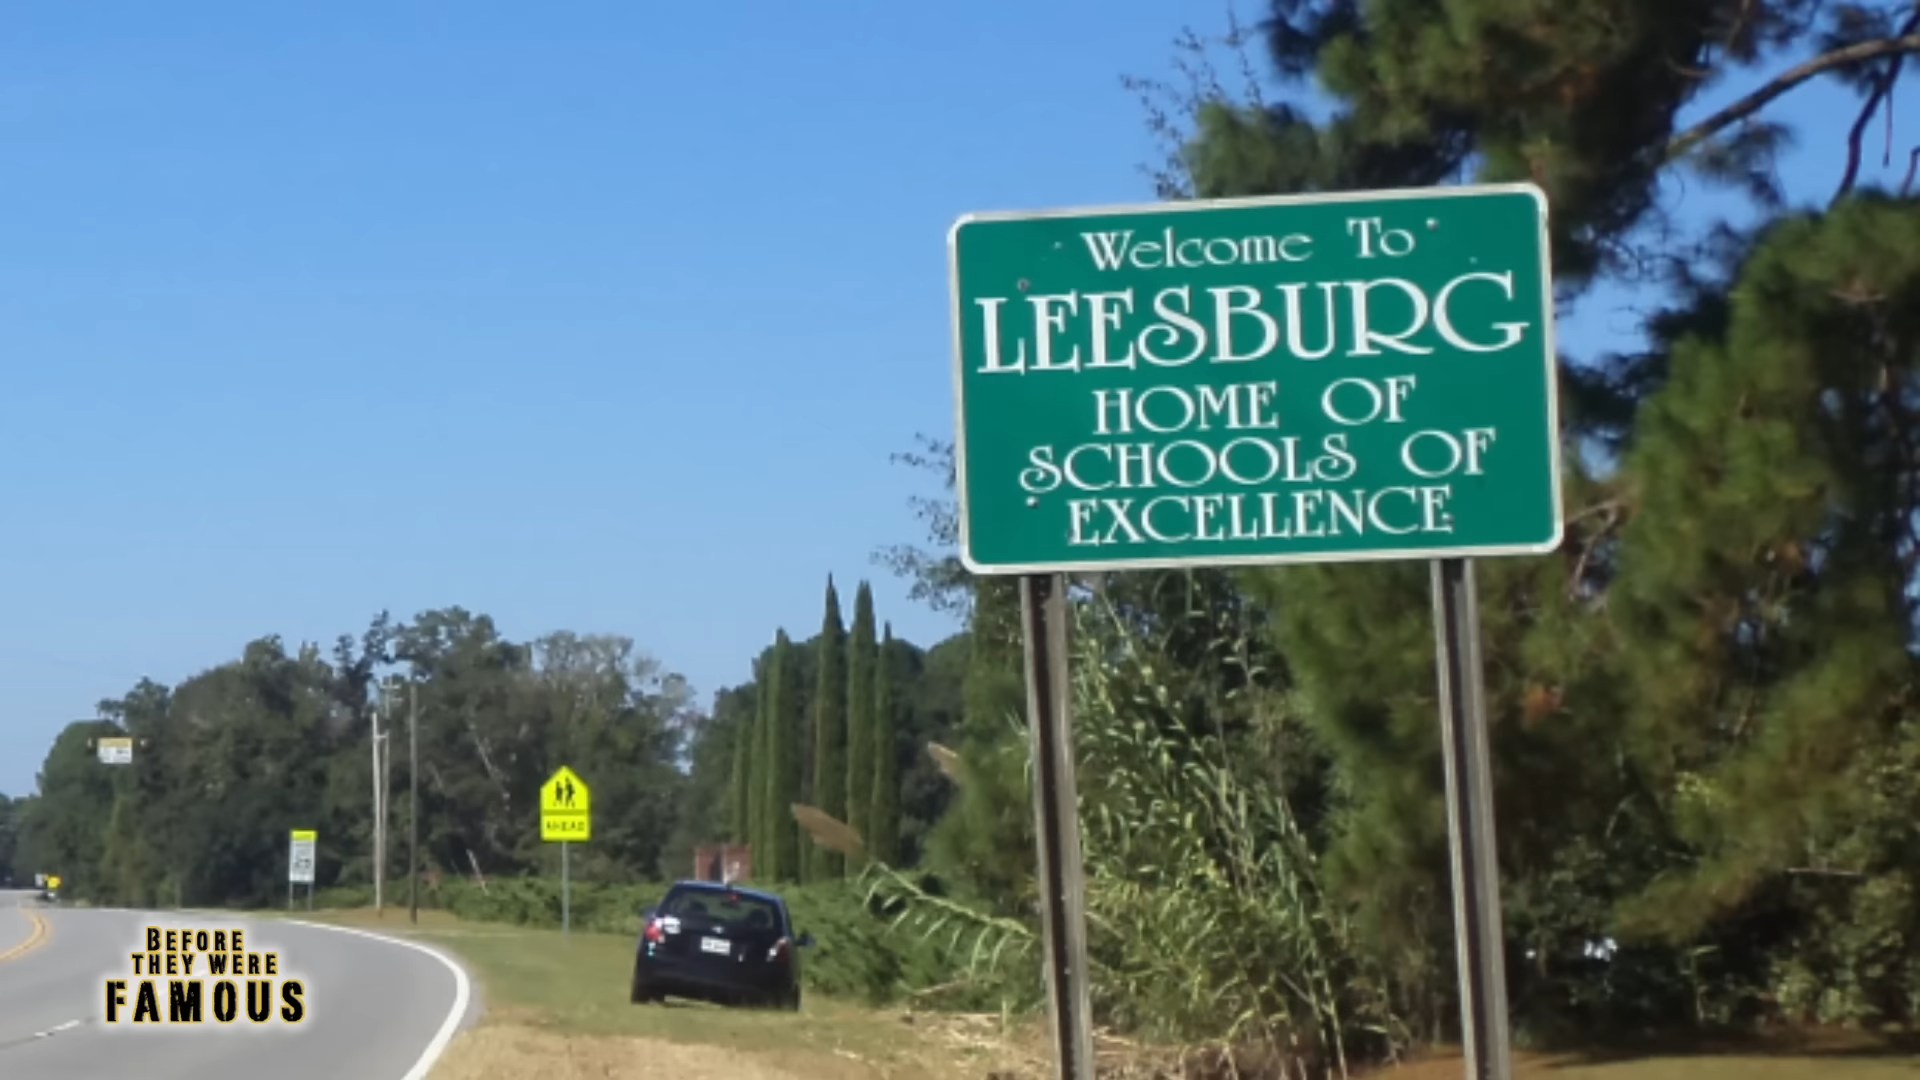 Welcome To
LEESBURG
HOME OF
SCHOOLS OF
EXCELLENCE
AHEAD
BEFORE
THEY WERE
FAMOUS